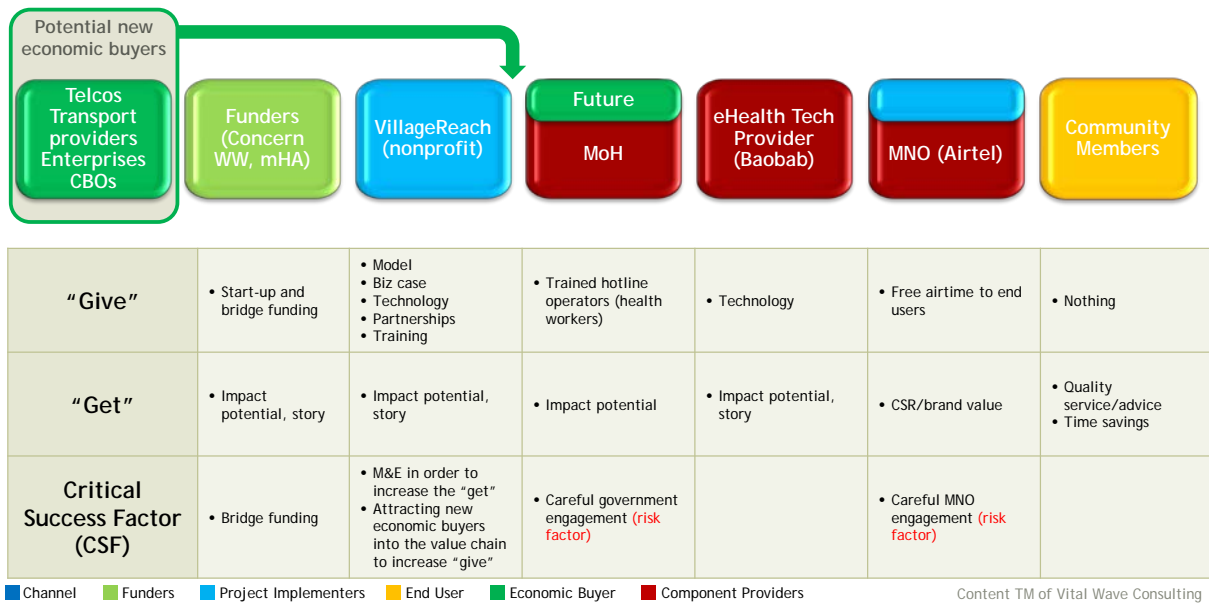 Potential new
economic buyers
Telcos
Transport
providers
Enterprises
CBOs
Funders
(Concern
WW, mHA)
VillageReach
(nonprofit)
Future
MoH
eHealth Tech
Provider
(Baobab)
MNO (Airtel)
Community
Members
“Give”
• Start-up and
bridge funding
• Model
• Biz case
• Technology
• Partnerships
• Training
• Trained hotline
operators (health
workers)
• Technology
• Free airtime to end
users
• Nothing
“Get”
• Impact
potential, story
• Impact potential,
story
• Impact potential
• Impact potential,
story
• CSR/brand value
• Quality
service/advice
• Time savings
Critical
Success Factor
(CSF)
• Bridge funding
• M&E in order to
increase the “get”
• Attracting new
economic buyers
into the value chain
to increase “give”
• Careful government
engagement (risk
factor)
• Careful MNO
engagement (risk
factor)
Channel
Funders
Project Implementers
End User
Economic Buyer
Component Providers
Content TM of Vital Wave Consulting